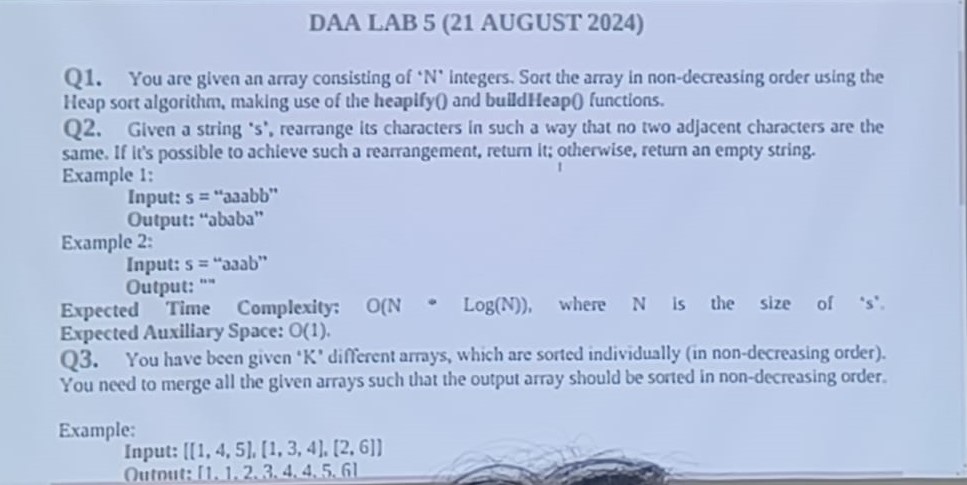 DAA LAB 5 (21 AUGUST 2024)
Q1. You are given an array consisting of 'N' integers. Sort the array in non-decreasing order using the
Heap sort algorithm, making use of the heapify() and buildHeap() functions.
Q2. Given a string 's', rearrange its characters in such a way that no two adjacent characters are the
same. If it's possible to achieve such a rearrangement, return it; otherwise, return an empty string.
Example 1:
Input: s = "aaabb"
Output: "ababa"
Example 2:
Input: s = "aaab"
Output: ""
Expected Time Complexity: O(N * Log(N)), where N is the size of 's'.
Expected Auxiliary Space: O(1).
Q3. You have been given 'K' different arrays, which are sorted individually (in non-decreasing order).
You need to merge all the given arrays such that the output array should be sorted in non-decreasing order.
Example:
Input: [[1, 4, 5], [1, 3, 4], [2, 6]]
Output: [1, 1, 2, 3, 4, 4, 5, 6]